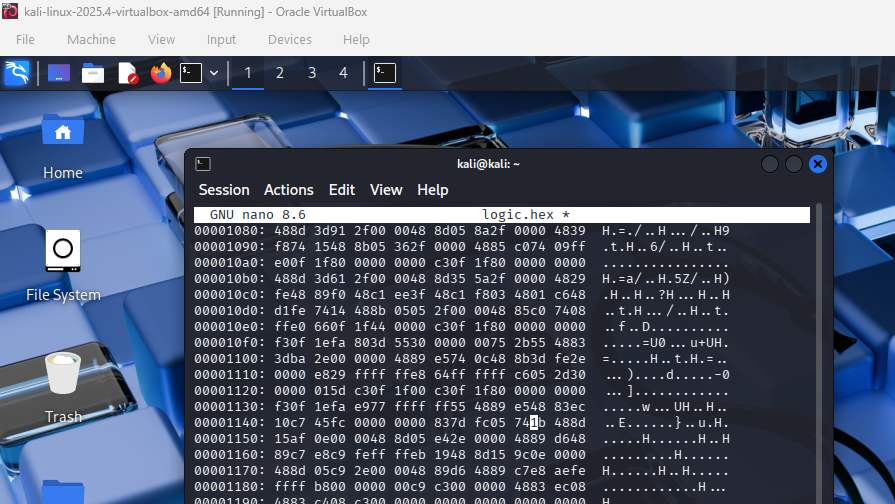 kali-linux-2025.4-virtualbox-amd64 [Running] - Oracle VirtualBox
File Machine View Input Devices Help
1 2 3 4
Home
File System
Trash
kali@kali: ~
Session Actions Edit View Help
GNU nano 8.6 logic.hex *
00001080: 488d 3d91 2f00 0048 8d05 8a2f 0000 4839 H.=./..H.../..H9
00001090: f874 1548 8b05 362f 0000 4885 c074 09ff .t.H..6/..H..t..
000010a0: e00f 1f80 0000 0000 c30f 1f80 0000 0000 ................
000010b0: 488d 3d61 2f00 0048 8d35 5a2f 0000 4829 H.=a/..H.5Z/..H)
000010c0: fe48 89f0 48c1 ee3f 48c1 f803 4801 c648 .H..H..?H...H..H
000010d0: d1fe 7414 488b 0505 2f00 0048 85c0 7408 ..t.H.../..H..t.
000010e0: ffe0 660f 1f44 0000 c30f 1f80 0000 0000 ..f..D..........
000010f0: f30f 1efa 803d 5530 0000 0075 2b55 4883 .....=U0...u+UH.
00001100: 3dba 2e00 0000 4889 e574 0c48 8b3d fe2e =.....H..t.H.=..
00001110: 0000 e829 ffff ffe8 64ff ffff c605 2d30 ...)....d.....-0
00001120: 0000 015d c30f 1f00 c30f 1f80 0000 0000 ...]............
00001130: f30f 1efa e977 ffff ff55 4889 e548 83ec .....w...UH..H..
00001140: 10c7 45fc 0000 0000 837d fc05 741b 488d ..E......}..u.H.
00001150: 15af 0e00 0048 8d05 e42e 0000 4889 d648 .....H......H..H
00001160: 89c7 e8c9 feff ffeb 1948 8d15 9c0e 0000 .........H......
00001170: 488d 05c9 2e00 0048 89d6 4889 c7e8 aefe H......H..H.....
00001180: ffff b800 0000 00c9 c300 0000 4883 ec08 ............H...
00001190: 4883 c408 c300 0000 0000 0000 0000 0000 H